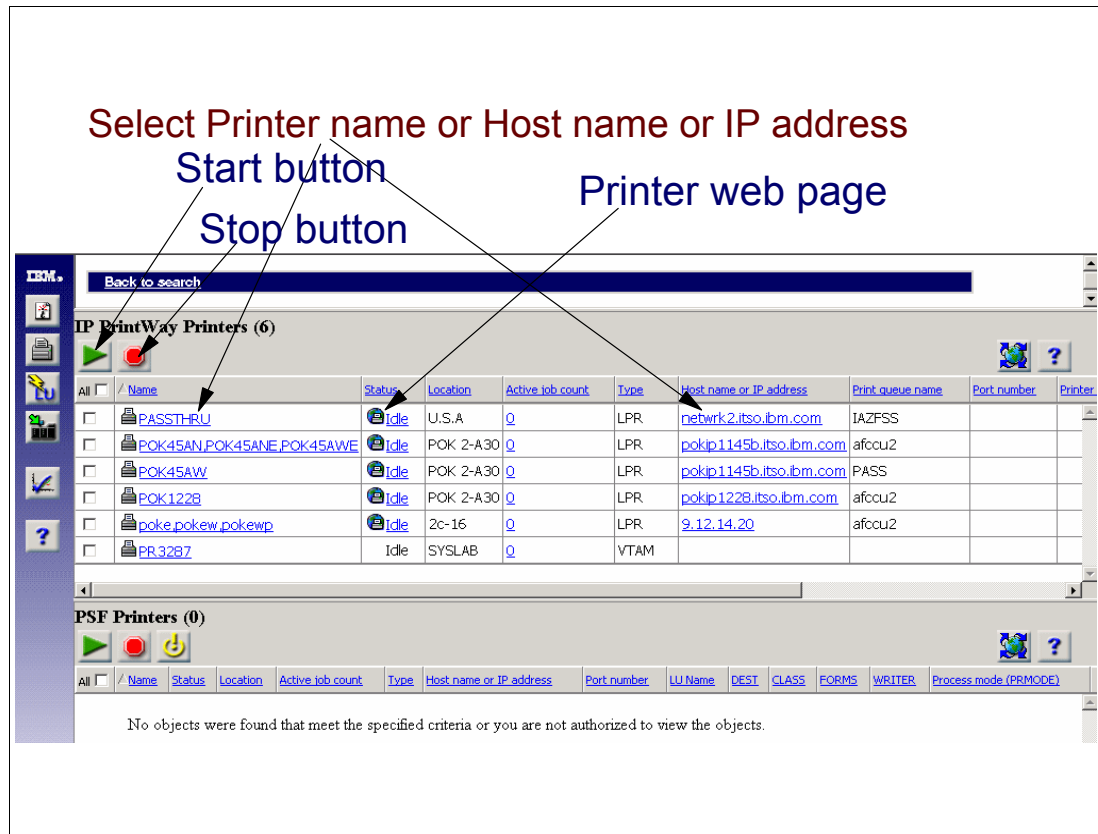 Select Printer name or Host name or IP address
Start button
Printer web page
Stop button
IBM®
Back to search
IP PrintWay Printers (6)
?
All / Name Status Location Active job count Type Host name or IP address Print queue name Port number Printer
PASSTHRU Idle U.S.A 0 LPR netwrk2.itso.ibm.com IAZFSS
POK45AN,POK45ANE,POK45AWE Idle POK 2-A30 0 LPR pokip1145b.itso.ibm.com afccu2
POK45AW Idle POK 2-A30 0 LPR pokip1145b.itso.ibm.com PASS
POK1228 Idle POK 2-A30 0 LPR pokip1228.itso.ibm.com afccu2
poke,pokew,pokewp Idle 2c-16 0 LPR 9.12.14.20 afccu2
PR3287 Idle SYSLAB 0 VTAM
LU
?
PSF Printers (0)
?
All / Name Status Location Active job count Type Host name or IP address Port number LU Name DEST CLASS FORMS WRITER Process mode (PRMODE)
No objects were found that meet the specified criteria or you are not authorized to view the objects.